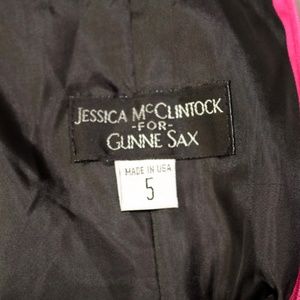 JESSICA McCLINTOCK
-FOR-
GUNNE SAX
MADE IN USA
5